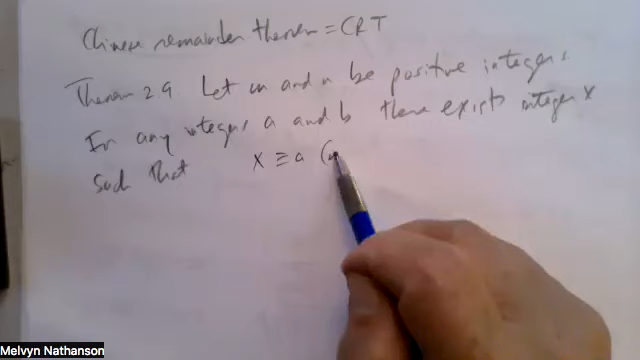 Chinese remainder theorem = CRT
Theorem 2.9 Let m and n be positive integers
For any integers a and b there exists integer x
such that x ≡ a (
Melvyn Nathanson